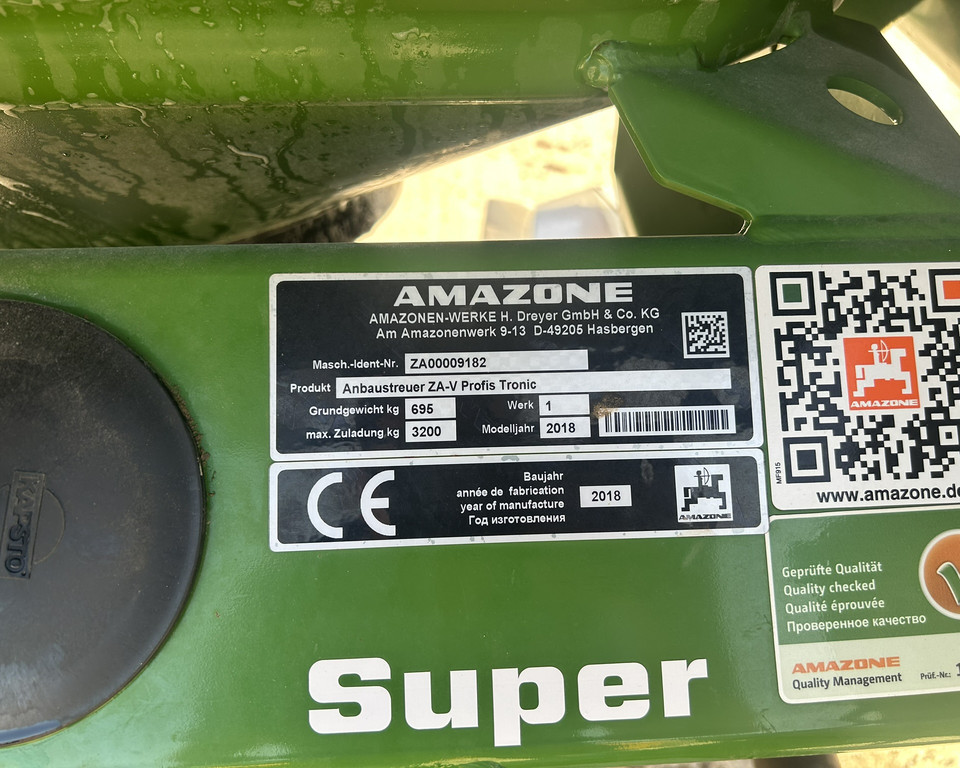 AMAZONE
AMAZONEN-WERKE H. Dreyer GmbH & Co. KG
Am Amazonenwerk 9-13 D-49205 Hasbergen
Masch.-Ident-Nr. ZA00009182
Produkt Anbaustreuer ZA-V Profis Tronic
Grundgewicht kg 695 Werk 1
max. Zuladung kg 3200 Modelljahr 2018
CE
Baujahr
année de fabrication
year of manufacture
Год изготовления
2018
AMAZONE
AMAZONE
MF915
www.amazone.de
Geprüfte Qualität
Quality checked
Qualité éprouvée
Проверенное качество
AMAZONE
Quality Management
Prüf.-Nr.:
Super